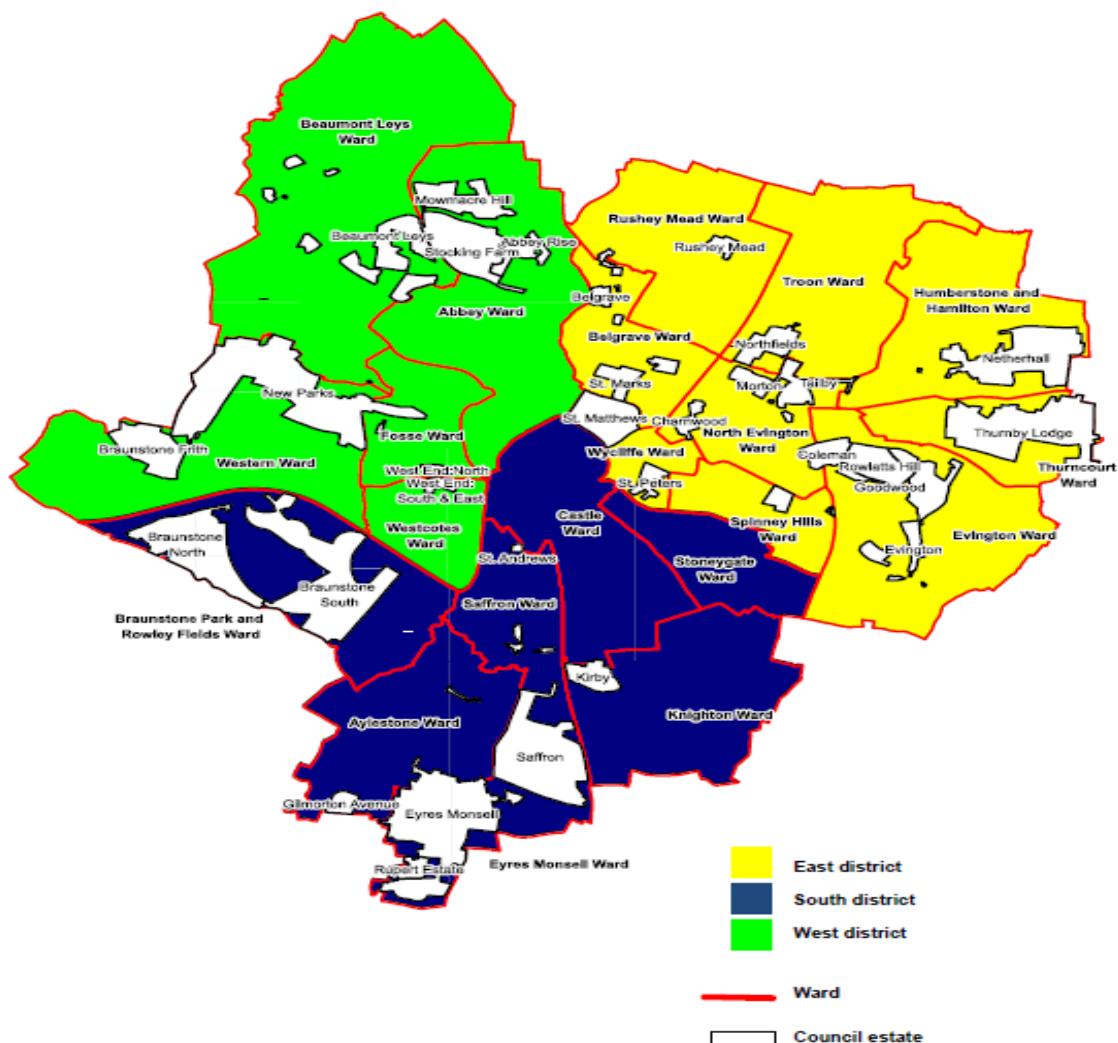 Beaumont Leys
Ward
Mowmacre Hill
Beaumont Leys
Stocking Farm
Abbey Rise
Rushey Mead Ward
Rushey Mead
Troon Ward
Humberstone and
Hamilton Ward
Belgrave
Abbey Ward
Belgrave Ward
Northfields
Netherhall
St. Marks
Morton
Tailby
New Parks
St. Matthews
Charnwood
Fosse Ward
North Evington
Ward
Thurnby Lodge
Braunstone Frith
Western Ward
Wycliffe Ward
Coleman
Rowlatts Hill
Thurncourt
Ward
West End:North
West End:
South & East
St. Peters
Goodwood
Westcotes
Ward
Castle
Ward
Spinney Hills
Ward
Evington Ward
Braunstone
North
Evington
St. Andrews
Stoneygate
Ward
Braunstone
South
Saffron Ward
Braunstone Park and
Rowley Fields Ward
Kirby
Aylestone Ward
Knighton Ward
Saffron
Gilmorton Avenue
Eyres Monsell
Rupert Estate
Eyres Monsell Ward
East district
South district
West district
Ward
Council estate